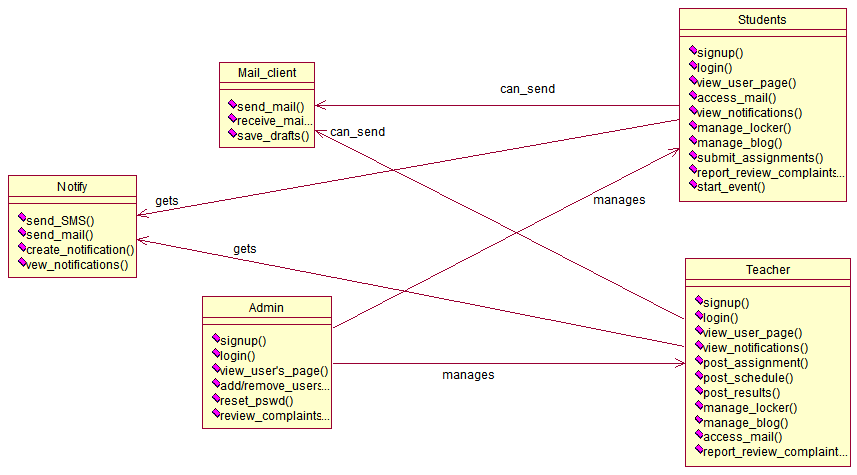 Students
signup()
login()
view_user_page()
access_mail()
view_notifications()
manage_locker()
manage_blog()
submit_assignments()
report_review_complaints...
start_event()
Mail_client
send_mail()
receive_mai...
save_drafts()
can_send
can_send
Notify
send_SMS()
send_mail()
create_notification()
vew_notifications()
gets
manages
gets
Admin
signup()
login()
view_user's_page()
add/remove_users...
reset_pswd()
review_complaints...
manages
Teacher
signup()
login()
view_user_page()
view_notifications()
post_assignment()
post_schedule()
post_results()
manage_locker()
manage_blog()
access_mail()
report_review_complaint...